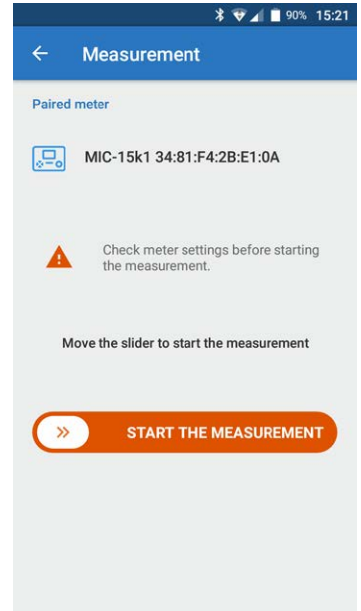 90% 15:21
Measurement
Paired meter
MIC-15k1 34:81:F4:2B:E1:0A
Check meter settings before starting
the measurement.
Move the slider to start the measurement
START THE MEASUREMENT